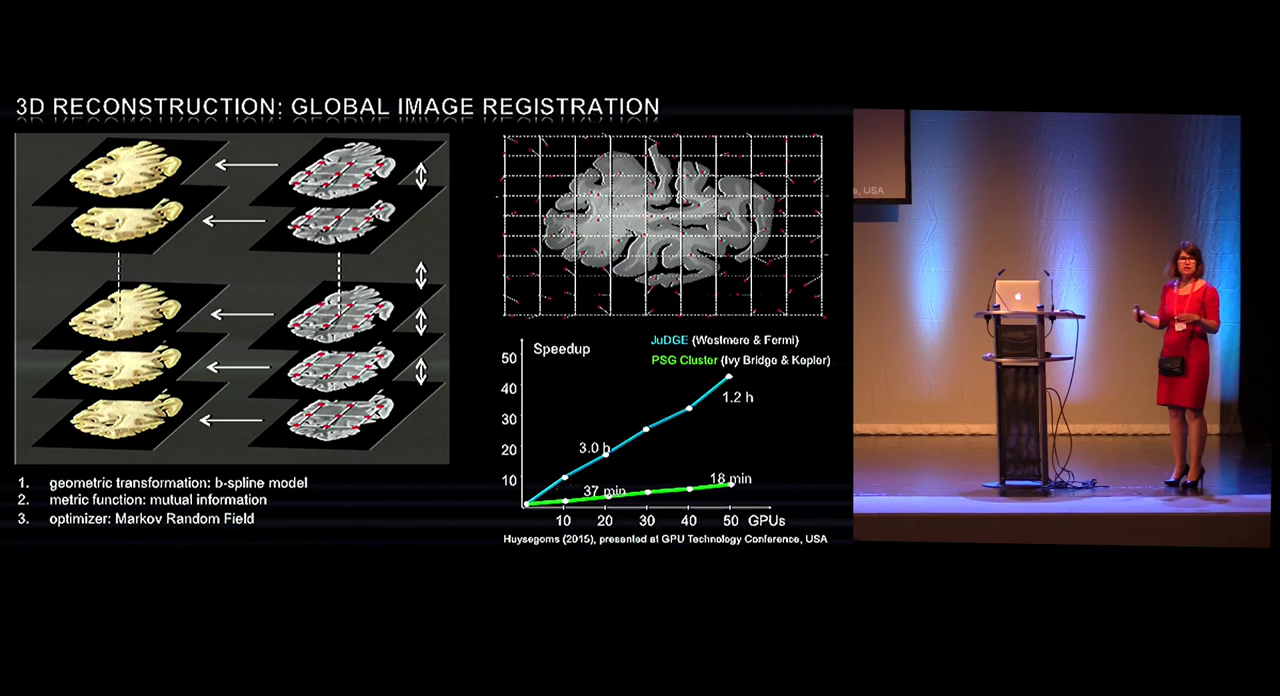 3D RECONSTRUCTION: GLOBAL IMAGE REGISTRATION
1. geometric transformation: b-spline model
2. metric function: mutual information
3. optimizer: Markov Random Field
Speedup
JuDGE (Westmere & Fermi)
PSG Cluster (Ivy Bridge & Kepler)
50
40
30
20
10
1.2 h
3.0 h
18 min
37 min
10 20 30 40 50 GPUs
Huysegoms (2015), presented at GPU Technology Conference, USA
, USA